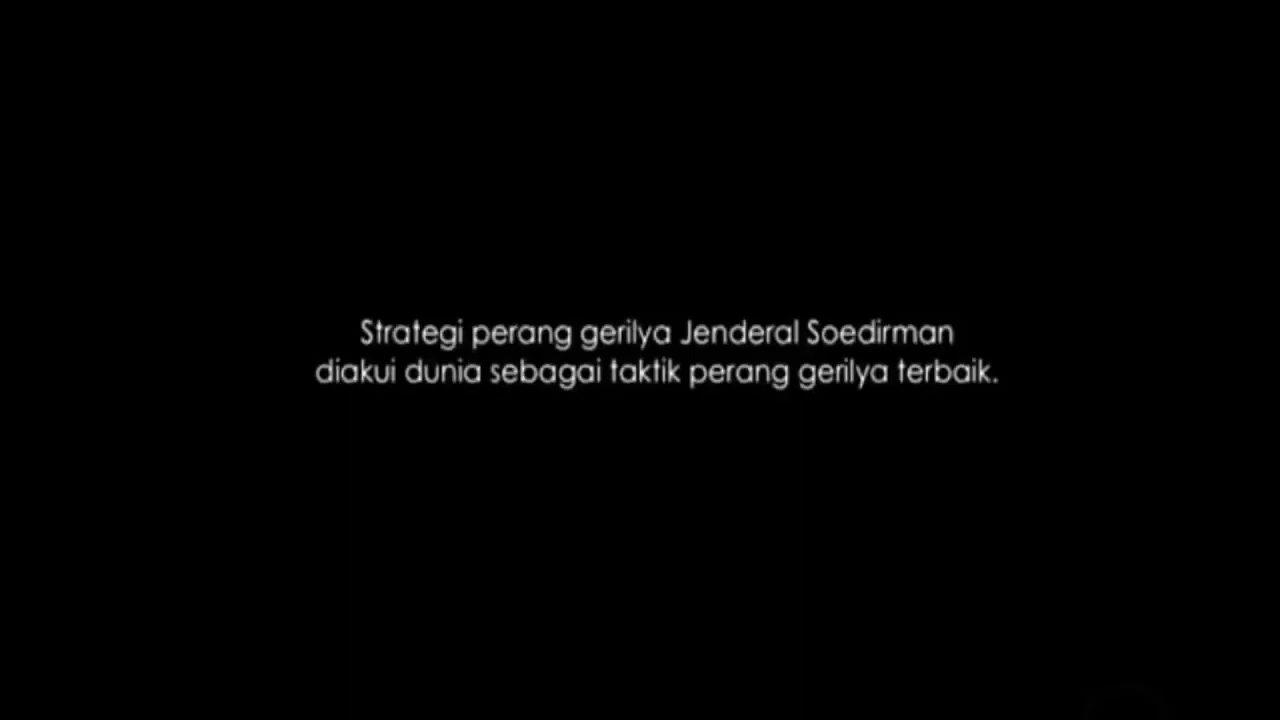 Strategi perang gerilya Jenderal Soedirman
diakui dunia sebagai taktik perang gerilya terbaik.